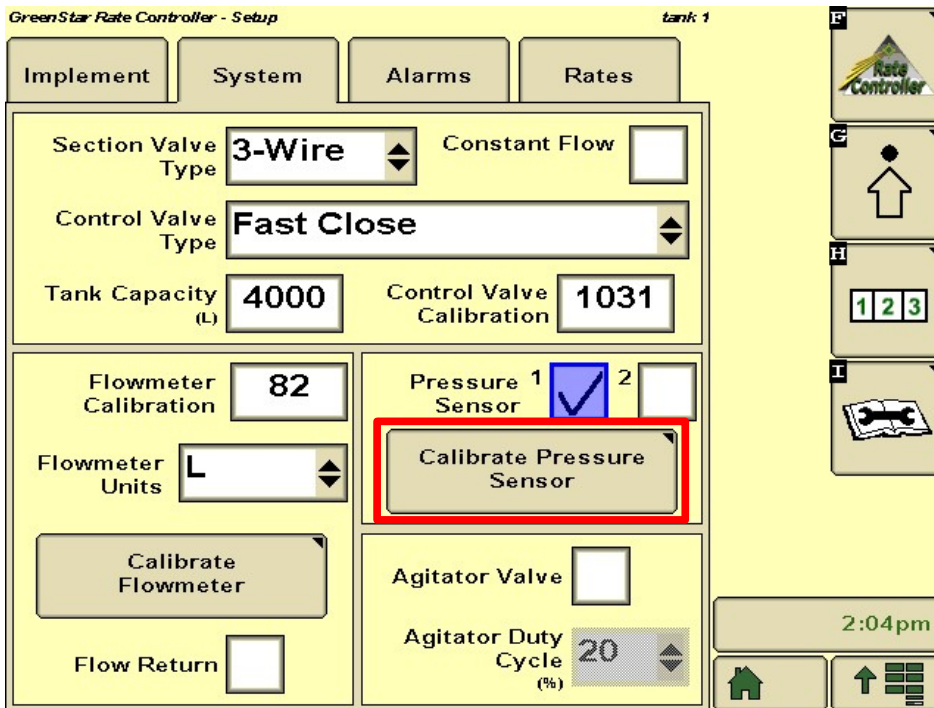 GreenStar Rate Controller - Setup
tank 1
Implement
System
Alarms
Rates
Section Valve
Type
3-Wire
Constant Flow
Control Valve
Type
Fast Close
Tank Capacity
(L)
4000
Control Valve
Calibration
1031
Flowmeter
Calibration
82
Flowmeter
Units
L
Calibrate
Flowmeter
Flow Return
Pressure
Sensor
1
2
Calibrate Pressure
Sensor
Agitator Valve
Agitator Duty
Cycle
(%)
20
F
Rate
Controller
G
H
1 2 3
I
2:04pm